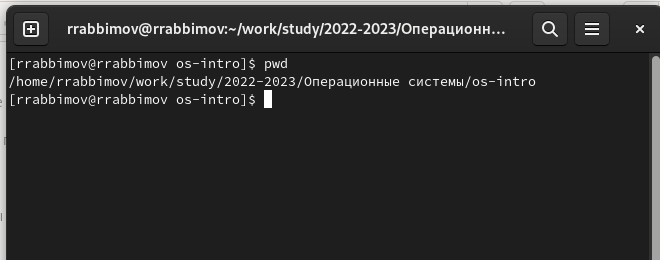 rrabbimov@rrabbimov:~/work/study/2022-2023/Операционн...
[rrabbimov@rrabbimov os-intro]$ pwd
/home/rrabbimov/work/study/2022-2023/Операционные системы/os-intro
[rrabbimov@rrabbimov os-intro]$